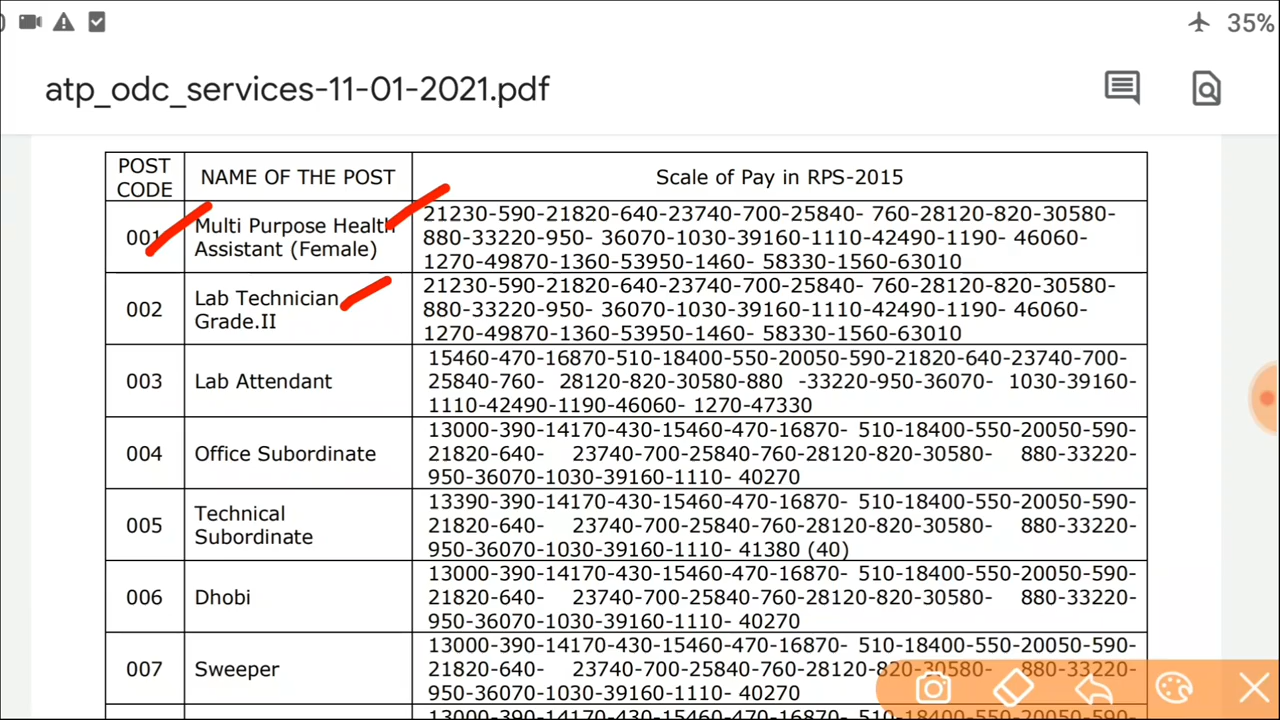 35%
atp_odc_services-11-01-2021.pdf
POST
CODE
NAME OF THE POST
Scale of Pay in RPS-2015
001
Multi Purpose Health
Assistant (Female)
21230-590-21820-640-23740-700-25840- 760-28120-820-30580-
880-33220-950- 36070-1030-39160-1110-42490-1190- 46060-
1270-49870-1360-53950-1460- 58330-1560-63010
002
Lab Technician
Grade.II
21230-590-21820-640-23740-700-25840- 760-28120-820-30580-
880-33220-950- 36070-1030-39160-1110-42490-1190- 46060-
1270-49870-1360-53950-1460- 58330-1560-63010
003
Lab Attendant
15460-470-16870-510-18400-550-20050-590-21820-640-23740-700-
25840-760- 28120-820-30580-880 -33220-950-36070- 1030-39160-
1110-42490-1190-46060- 1270-47330
004
Office Subordinate
13000-390-14170-430-15460-470-16870- 510-18400-550-20050-590-
21820-640- 23740-700-25840-760-28120-820-30580- 880-33220-
950-36070-1030-39160-1110- 40270
005
Technical
Subordinate
13390-390-14170-430-15460-470-16870- 510-18400-550-20050-590-
21820-640- 23740-700-25840-760-28120-820-30580- 880-33220-
950-36070-1030-39160-1110- 41380 (40)
006
Dhobi
13000-390-14170-430-15460-470-16870- 510-18400-550-20050-590-
21820-640- 23740-700-25840-760-28120-820-30580- 880-33220-
950-36070-1030-39160-1110- 40270
007
Sweeper
13000-390-14170-430-15460-470-16870- 510-18400-550-20050-590-
21820-640- 23740-700-25840-760-28120-820-30580- 880-33220-
950-36070-1030-39160-1110- 40270
13000-390-14170-430-15460-470-16870- 510-18400-550-20050-590-